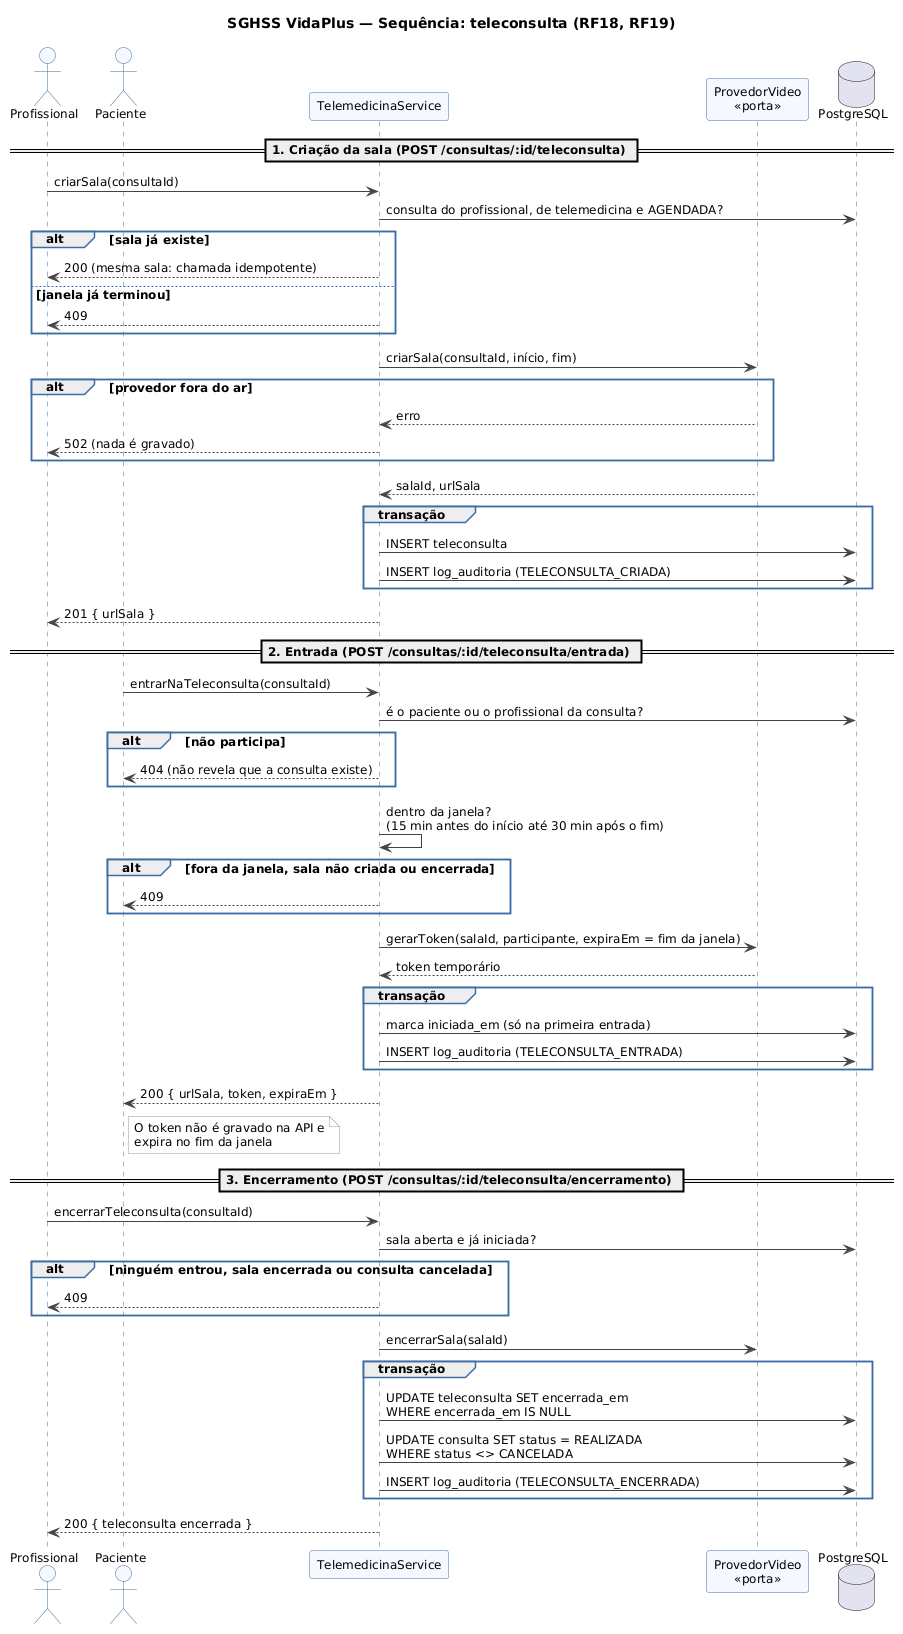 SGHSS VidaPlus — Sequência: teleconsulta (RF18, RF19)
Profissional
Paciente
TelemedicinaService
ProvedorVideo
«porta»
PostgreSQL
1. Criação da sala (POST /consultas/:id/teleconsulta)
criarSala(consultaId)
consulta do profissional, de telemedicina e AGENDADA?
alt [sala já existe]
200 (mesma sala: chamada idempotente)
[janela já terminou]
409
criarSala(consultaId, início, fim)
alt [provedor fora do ar]
erro
502 (nada é gravado)
salaId, urlSala
transação
INSERT teleconsulta
INSERT log_auditoria (TELECONSULTA_CRIADA)
201 { urlSala }
2. Entrada (POST /consultas/:id/teleconsulta/entrada)
entrarNaTeleconsulta(consultaId)
é o paciente ou o profissional da consulta?
alt [não participa]
404 (não revela que a consulta existe)
dentro da janela?
(15 min antes do início até 30 min após o fim)
alt [fora da janela, sala não criada ou encerrada]
409
gerarToken(salaId, participante, expiraEm = fim da janela)
token temporário
transação
marca iniciada_em (só na primeira entrada)
INSERT log_auditoria (TELECONSULTA_ENTRADA)
200 { urlSala, token, expiraEm }
O token não é gravado na API e
expira no fim da janela
3. Encerramento (POST /consultas/:id/teleconsulta/encerramento)
encerrarTeleconsulta(consultaId)
sala aberta e já iniciada?
alt [ninguém entrou, sala encerrada ou consulta cancelada]
409
encerrarSala(salaId)
transação
UPDATE teleconsulta SET encerrada_em
WHERE encerrada_em IS NULL
UPDATE consulta SET status = REALIZADA
WHERE status <> CANCELADA
INSERT log_auditoria (TELECONSULTA_ENCERRADA)
200 { teleconsulta encerrada }
Profissional
Paciente
TelemedicinaService
ProvedorVideo
«porta»
PostgreSQL